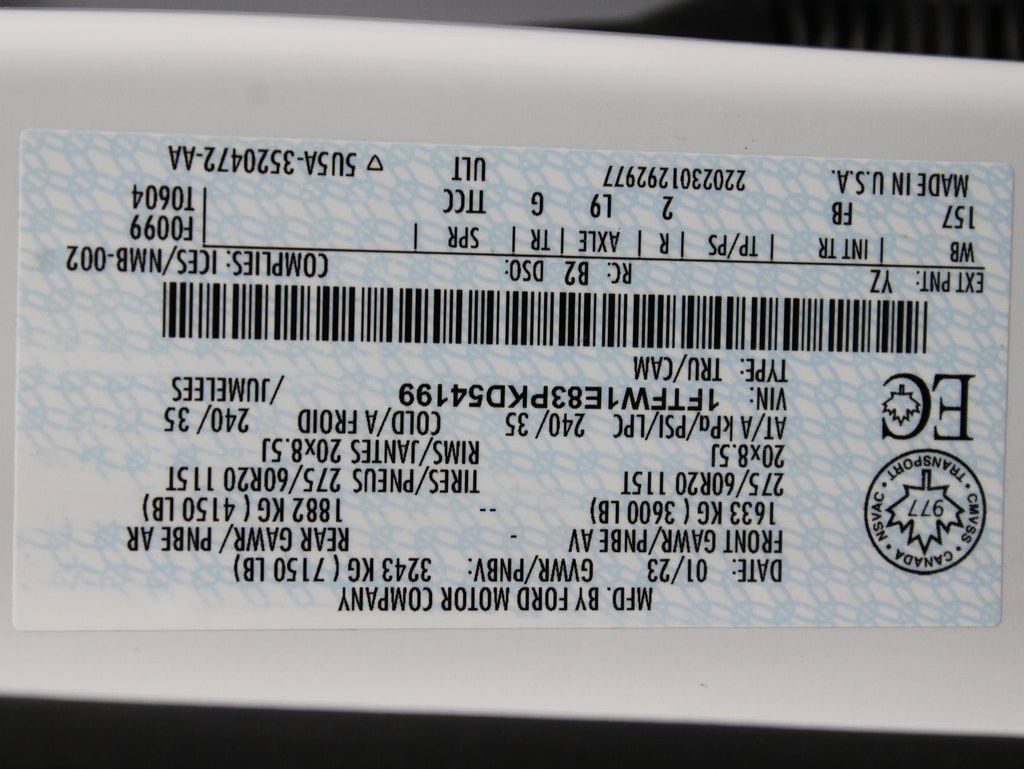 MFD. BY FORD MOTOR COMPANY
DATE: 01/23 GVWR/PNBV: 3243 KG ( 7150 LB)
FRONT GAWR/PNBE AV - REAR GAWR/ PNBE AR
1633 KG ( 3600 LB) -- 1882 KG ( 4150 LB)
275/60R20 115T TIRES/PNEUS 275/60R20 115T
20x8.5J RIMS/JANTES 20x8.5J
AT/A kPa/PSI/LPC 240/ 35 COLD/A FROID 240/ 35
VIN: 1FTFW1E83PKD54199 /JUMELEES
TYPE: TRU/CAM
CANADA • NSVAC • TRANSPORT • CMVSS •
977
EC
EXT PNT: YZ RC: B2 DSO: COMPLIES: ICES/NMB-002
WB | INT TR | TP/PS | R | AXLE | TR | SPR | F0099
157 FB 2 L9 G TTCC T0604
MADE IN U.S.A. 2202301292977 ULT ▽ 5U5A-3520472-AA